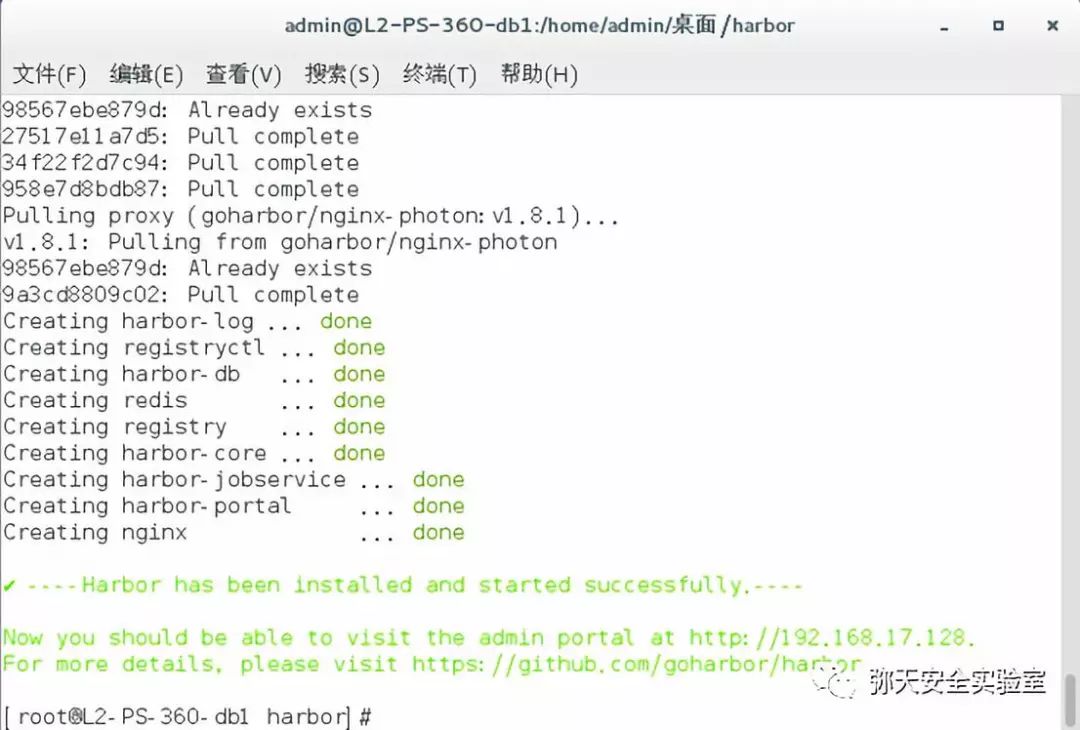 admin@L2-PS-360-db1:/home/admin/桌面/harbor
文件(F) 编辑(E) 查看(V) 搜索(S) 终端(T) 帮助(H)
98567ebe879d: Already exists
27517e11a7d5: Pull complete
34f22f2d7c94: Pull complete
958e7d8bdb87: Pull complete
Pulling proxy (goharbor/nginx-photon:v1.8.1)...
v1.8.1: Pulling from goharbor/nginx-photon
98567ebe879d: Already exists
9a3cd8809c02: Pull complete
Creating harbor-log ... done
Creating registryctl ... done
Creating harbor-db ... done
Creating redis ... done
Creating registry ... done
Creating harbor-core ... done
Creating harbor-jobservice ... done
Creating harbor-portal ... done
Creating nginx ... done
✔ ----Harbor has been installed and started successfully.----
Now you should be able to visit the admin portal at http://192.168.17.128.
For more details, please visit https://github.com/goharbor/harbor
弥天安全实验室
[root@L2-PS-360-db1 harbor]#